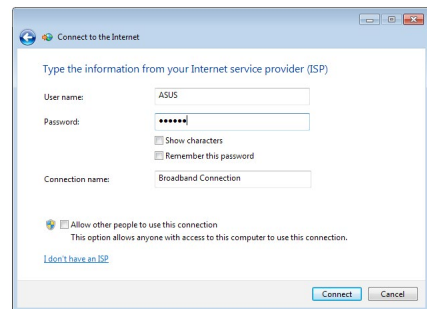 Connect to the Internet
Type the information from your Internet service provider (ISP)
User name: ASUS
Password: ••••••
Show characters
Remember this password
Connection name: Broadband Connection
Allow other people to use this connection
This option allows anyone with access to this computer to use this connection.
I don't have an ISP
Connect Cancel